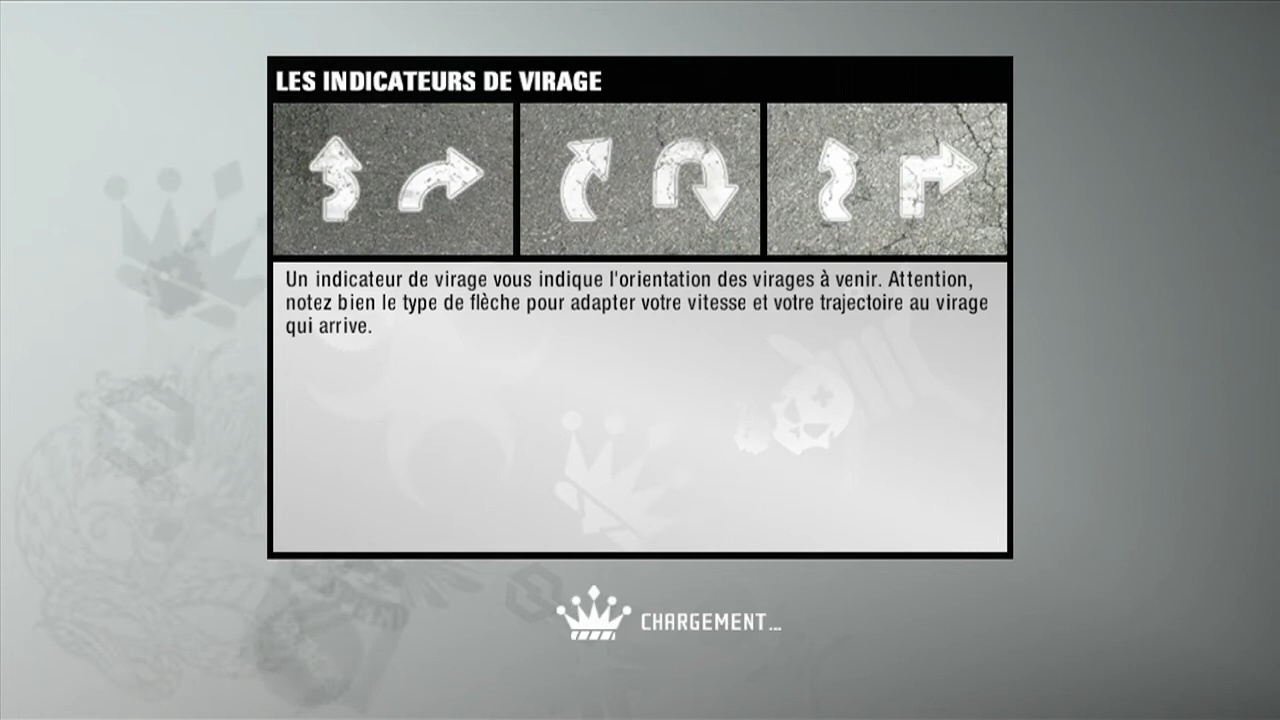 LES INDICATEURS DE VIRAGE
Un indicateur de virage vous indique l'orientation des virages à venir. Attention,
notez bien le type de flèche pour adapter votre vitesse et votre trajectoire au virage
qui arrive.
CHARGEMENT...